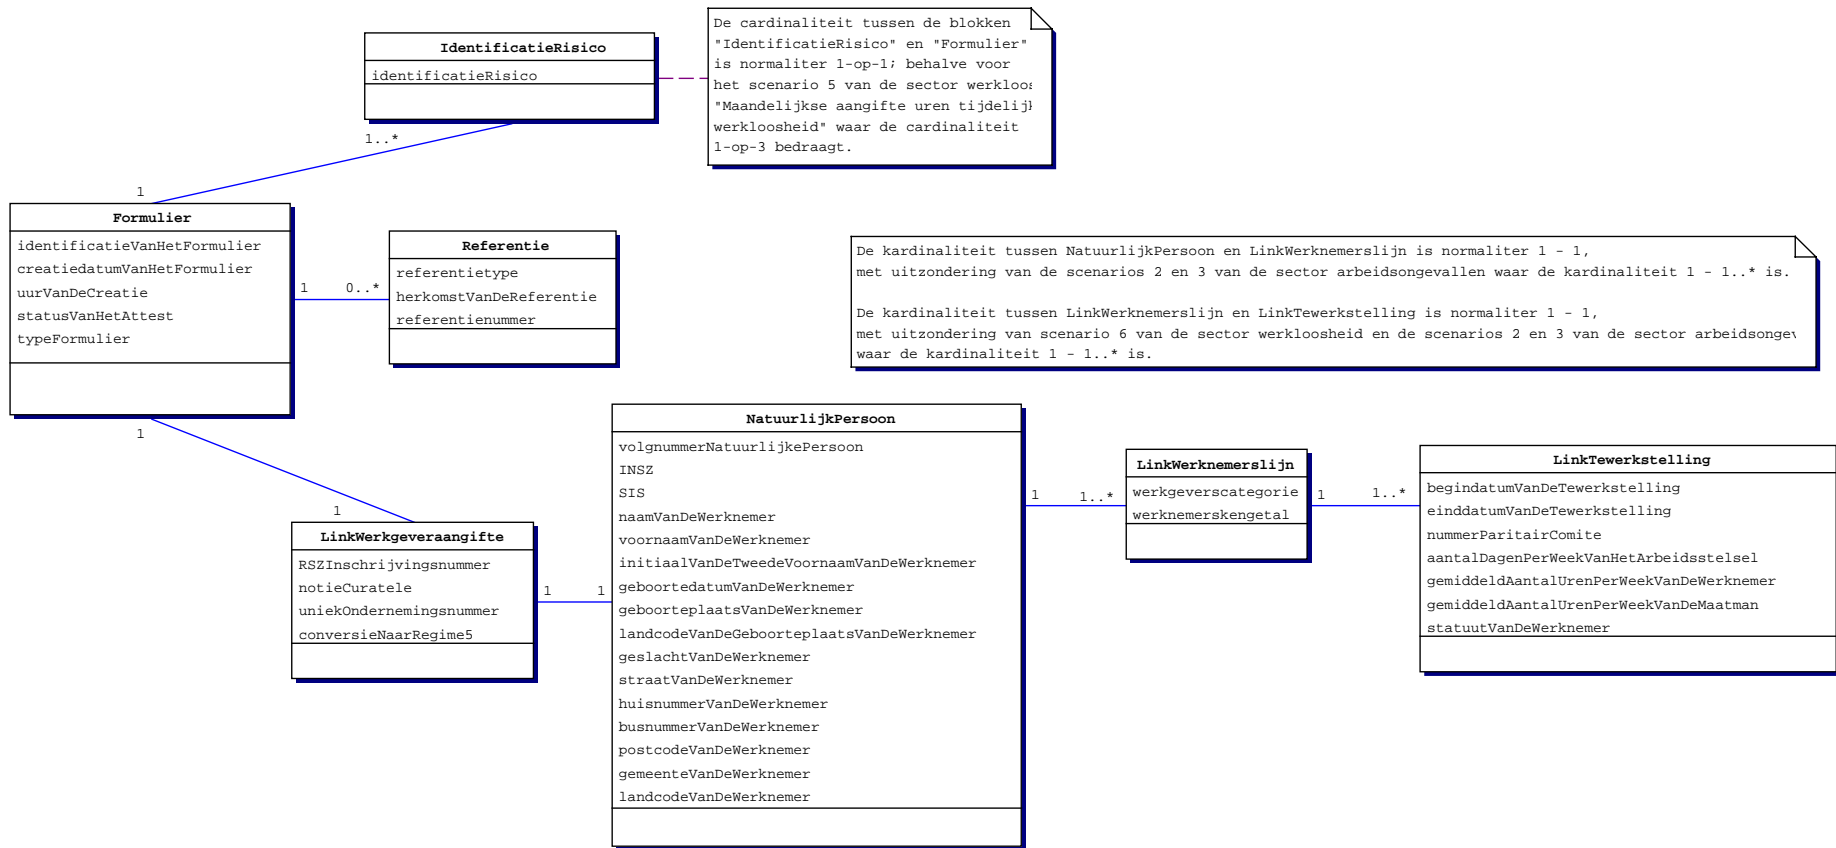 IdentificatieRisico
identificatieRisico
De cardinaliteit tussen de blokken
"IdentificatieRisico" en "Formulier"
is normaliter 1-op-1; behalve voor
het scenario 5 van de sector
"Maandelijkse aangifte uren
werkloosheid" waar de cardinaliteit
1-op-3 bedraagt.
1..*
1
Formulier
identificatieVanHetFormulier
creatiedatumVanHetFormulier
uurVanDeCreatie
statusVanHetAttest
typeFormulier
1
0..*
Referentie
referentietype
herkomstVanDeReferentie
referentienummer
De kardinaliteit tussen NatuurlijkPersoon en LinkWerknemerslijn is normaliter 1 - 1,
met uitzondering van de scenarios 2 en 3 van de sector arbeidsongevallen waar de kardinaliteit 1 - 1..* is.
De kardinaliteit tussen LinkWerknemerslijn en LinkTewerkstelling is normaliter 1 - 1,
met uitzondering van scenario 6 van de sector werkloosheid en de scenarios 2 en 3 van de sector
waar de kardinaliteit 1 - 1..* is.
1
1
LinkWerkgeveraangifte
RSZInschrijvingsnummer
notieCuratele
uniekOndernemingsnummer
conversieNaarRegime5
1
1
NatuurlijkPersoon
volgnummerNatuurlijkePersoon
INSZ
SIS
naamVanDeWerknemer
voornaamVanDeWerknemer
initiaalVanDeTweedeVoornaamVanDeWerknemer
geboortedatumVanDeWerknemer
geboorteplaatsVanDeWerknemer
landcodeVanDeGeboorteplaatsVanDeWerknemer
geslachtVanDeWerknemer
straatVanDeWerknemer
huisnummerVanDeWerknemer
busnummerVanDeWerknemer
postcodeVanDeWerknemer
gemeenteVanDeWerknemer
landcodeVanDeWerknemer
1
1..*
LinkWerknemerslijn
werkgeverscategorie
werknemerskengetal
1
1..*
LinkTewerkstelling
begindatumVanDeTewerkstelling
einddatumVanDeTewerkstelling
nummerParitairComite
aantalDagenPerWeekVanHetArbeidsstelsel
gemiddeldAantalUrenPerWeekVanDeWerknemer
gemiddeldAantalUrenPerWeekVanDeMaatman
statuutVanDeWerknemer